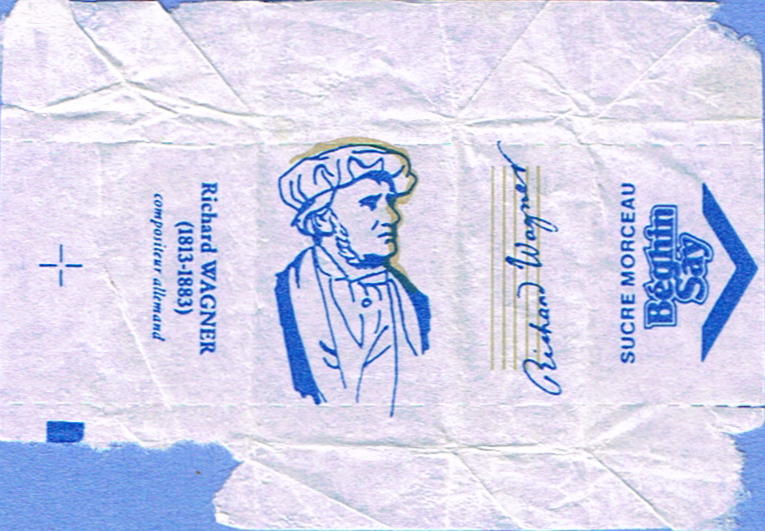 Richard WAGNER
(1813-1883)
compositeur allemand
Richard Wagner
SUCRE MORCEAU
Béghin
Say